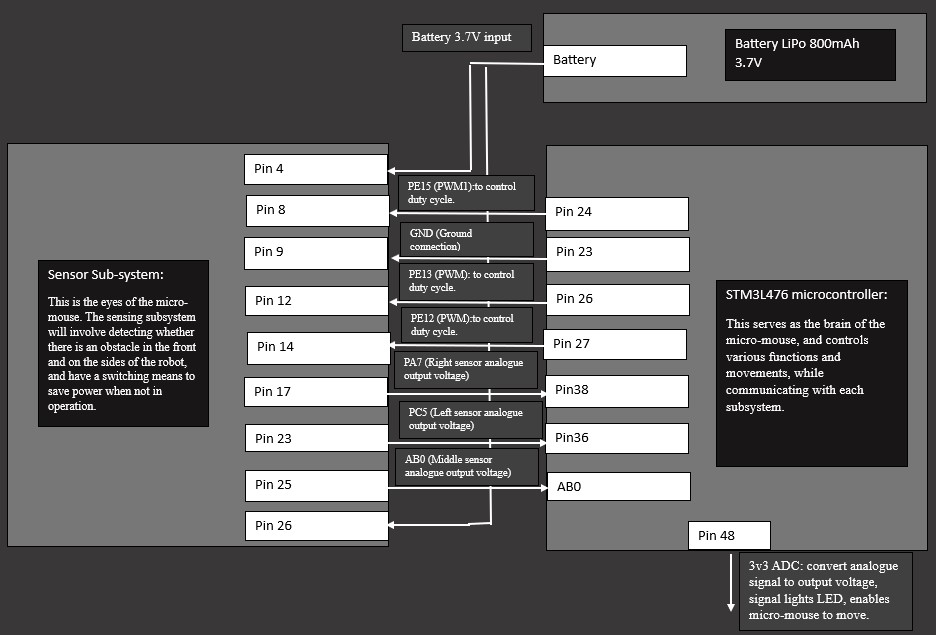 Battery 3.7V input
Battery
Battery LiPo 800mAh
3.7V
Pin 4
PE15 (PWM1):to control
duty cycle.
Pin 8
Pin 24
GND (Ground
connection)
Pin 9
Pin 23
PE13 (PWM): to control
duty cycle.
Pin 12
Pin 26
PE12 (PWM):to control
duty cycle.
Pin 14
Pin 27
PA7 (Right sensor analogue
output voltage)
Pin 17
Pin38
PC5 (Left sensor analogue
output voltage)
Pin 23
Pin36
AB0 (Middle sensor
analogue output voltage)
Pin 25
AB0
Pin 26
Sensor Sub-system:
This is the eyes of the micro-
mouse. The sensing subsystem
will involve detecting whether
there is an obstacle in the front
and on the sides of the robot,
and have a switching means to
save power when not in
operation.
STM3L476 microcontroller:
This serves as the brain of the
micro-mouse, and controls
various functions and
movements, while
communicating with each
subsystem.
Pin 48
3v3 ADC: convert analogue
signal to output voltage,
signal lights LED, enables
micro-mouse to move.